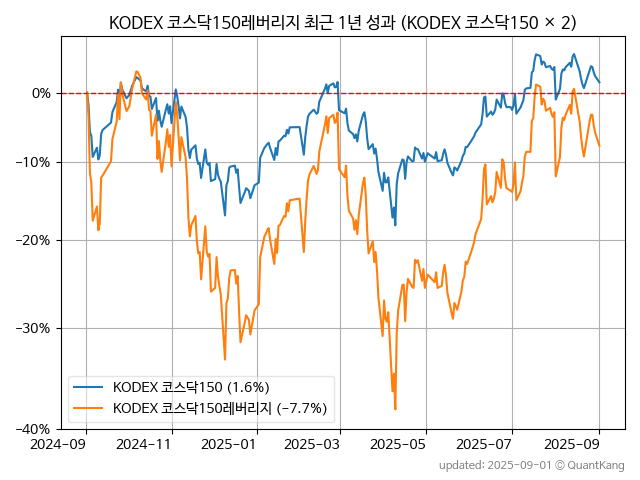 KODEX 코스닥150레버리지 최근 1년 성과 (KODEX 코스닥150 × 2)
0%
−10%
−20%
−30%
−40%
KODEX 코스닥150 (1.6%)
KODEX 코스닥150레버리지 (−7.7%)
2024−09 2024−11 2025−01 2025−03 2025−05 2025−07 2025−09
updated: 2025-09-01 © QuantKang